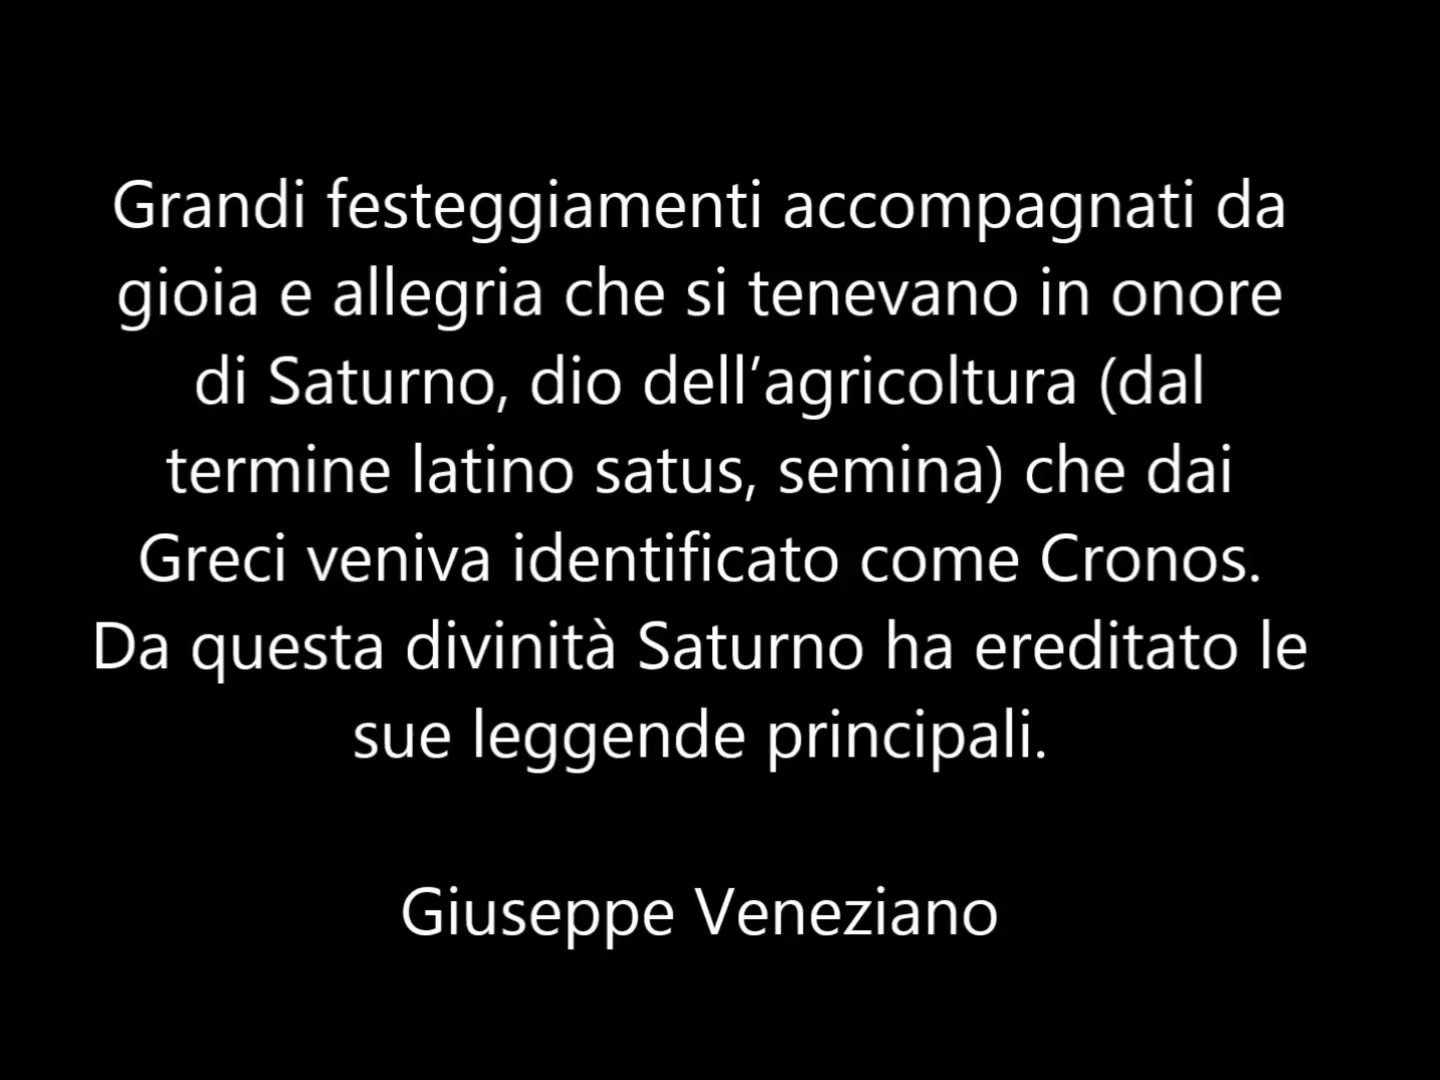 Grandi festeggiamenti accompagnati da
gioia e allegria che si tenevano in onore
di Saturno, dio dell’agricoltura (dal
termine latino satus, semina) che dai
Greci veniva identificato come Cronos.
Da questa divinità Saturno ha ereditato le
sue leggende principali.
Giuseppe Veneziano